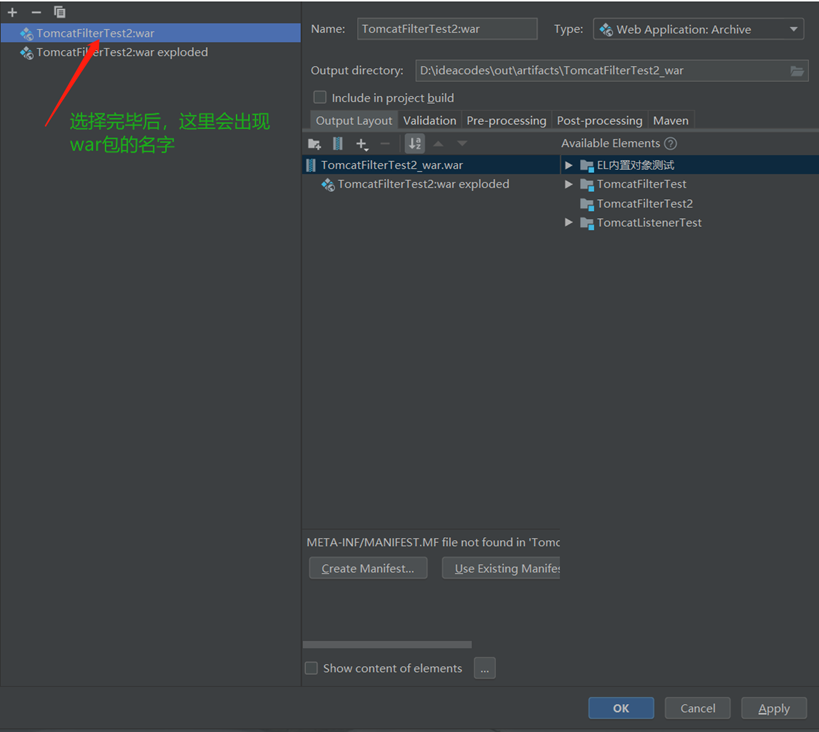 TomcatFilterTest2:war
TomcatFilterTest2:war exploded
选择完毕后，这里会出现
war包的名字
Name: TomcatFilterTest2:war Type: Web Application: Archive
Output directory: D:\ideacodes\out\artifacts\TomcatFilterTest2_war
Include in project build
Output Layout Validation Pre-processing Post-processing Maven
Available Elements ?
TomcatFilterTest2_war.war
TomcatFilterTest2:war exploded
EL内置对象测试
TomcatFilterTest
TomcatFilterTest2
TomcatListenerTest
META-INF/MANIFEST.MF file not found in 'Tomc
Create Manifest... Use Existing Manifes
Show content of elements ...
OK Cancel Apply